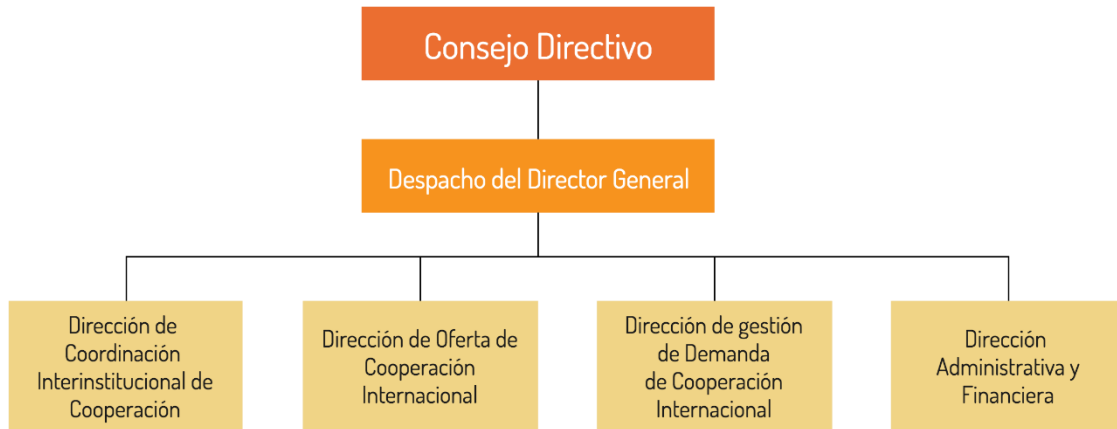 Consejo Directivo
Despacho del Director General
Dirección de
Coordinación
Interinstitucional de
Cooperación
Dirección de Oferta de
Cooperación
Internacional
Dirección de gestión
de Demanda
de Cooperación
Internacional
Dirección
Administrativa y
Financiera